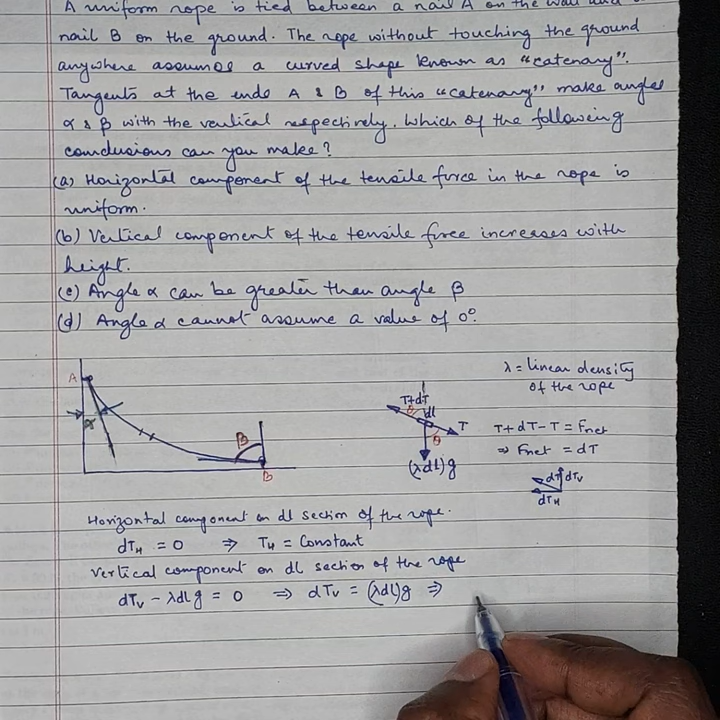 A uniform rope is tied between a nail A on the wall and
nail B on the ground. The rope without touching the ground
anywhere assumes a curved shape known as "catenary".
Tangents at the ends A & B of this "catenary" make angles
α & β with the vertical respectively. Which of the following
conclusions can you make?
(a) Horizontal component of the tensile force in the rope is
uniform.
(b) Vertical component of the tensile force increases with
height.
(c) Angle α can be greater than angle β
(d) Angle α cannot assume a value of 0°.
λ = linear density
of the rope
A
α
β
B
T+dT
θ
dl
T
θ
(λdl)g
T + dT - T = Fnet
⇒ Fnet = dT
dT dTv
dTH
Horizontal component on dl section of the rope.
dTH = 0 ⇒ TH = Constant
Vertical component on dl section of the rope
dTv - λdlg = 0 ⇒ dTv = (λdl)g ⇒